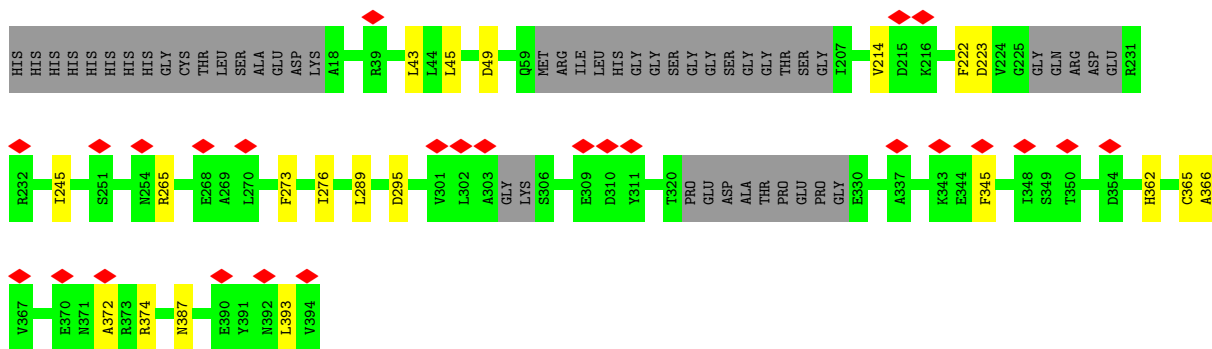 HIS HIS HIS HIS HIS HIS HIS HIS GLY CYS THR LEU SER ALA GLU ASP LYS A18 R39 L43 L44 L45 D49 Q59 MET ARG ILE LEU HIS GLY GLY SER GLY GLY SER GLY GLY THR SER GLY I207 V214 D215 K216 F222 D223 V224 G225 GLY GLN ARG ASP GLU R231
R232 I245 S251 N254 R265 E268 A269 L270 F273 I276 L289 D295 V301 L302 A303 GLY LYS S306 E309 D310 Y311 T320 PRO GLU ASP ALA THR PRO GLU PRO GLY E330 A337 K343 E344 F345 I348 S349 T350 D354 H362 C365 A366
V367 E370 N371 A372 R373 R374 N387 E390 Y391 N392 L393 V394